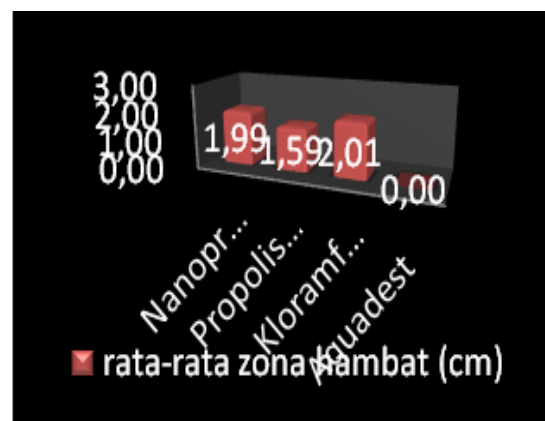 3,00
2,00
1,00
0,00
1,99
1,59
2,01
0,00
Nanopr...
Propolis...
Kloramf...
Aquadest
rata-rata zona hambat (cm)